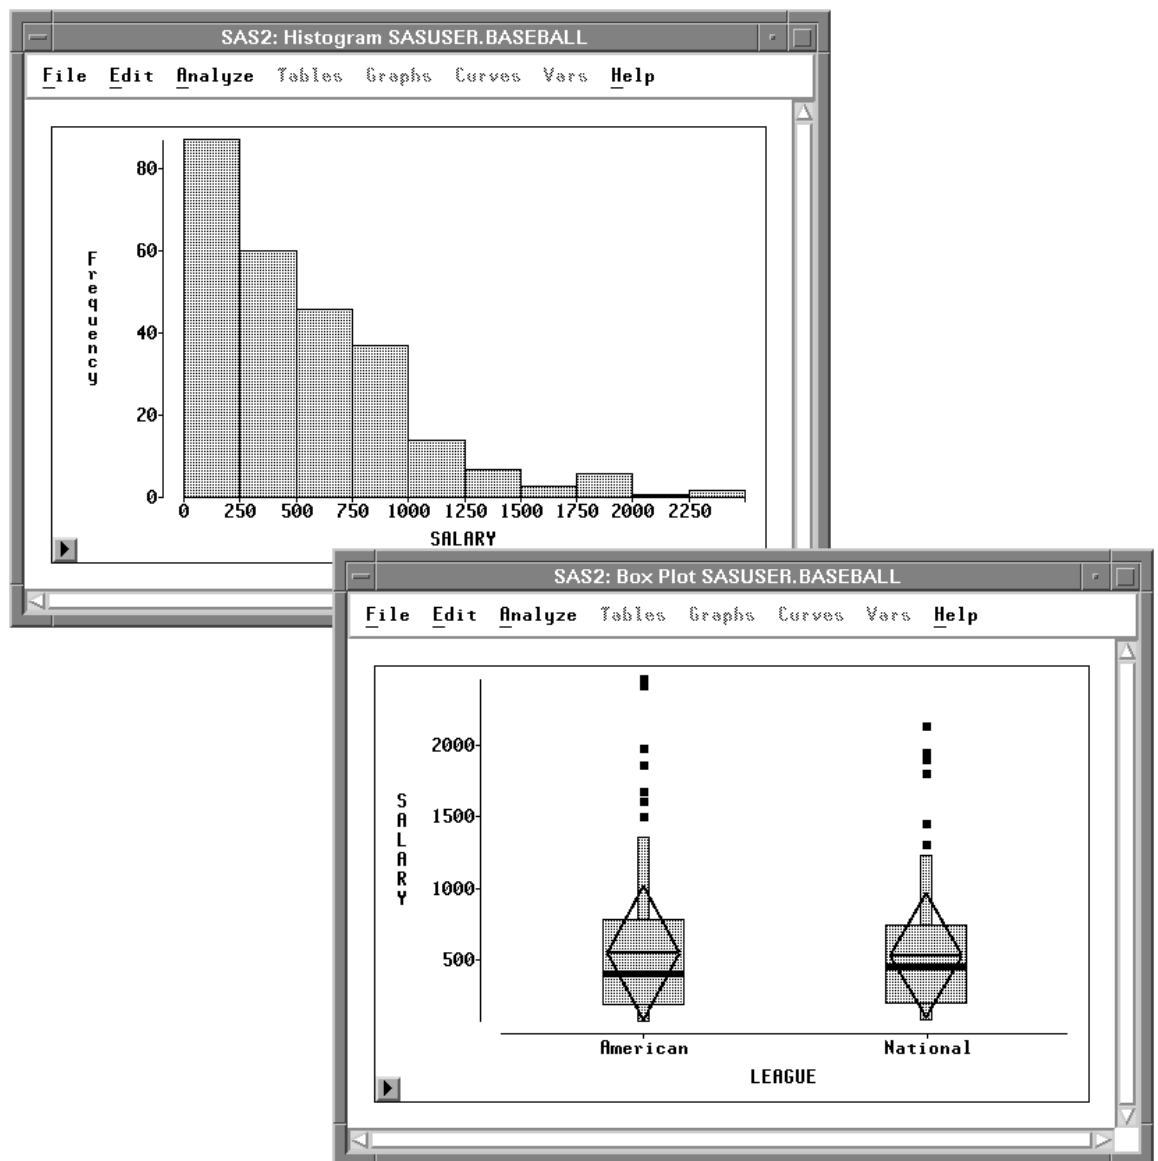 SAS2: Histogram SASUSER.BASEBALL
File Edit Analyze Tables Graphs Curves Vars Help
80
60
40
20
0
Frequency
0 250 500 750 1000 1250 1500 1750 2000 2250
SALARY
SAS2: Box Plot SASUSER.BASEBALL
File Edit Analyze Tables Graphs Curves Vars Help
2000
1500
1000
500
SALARY
American National
LEAGUE